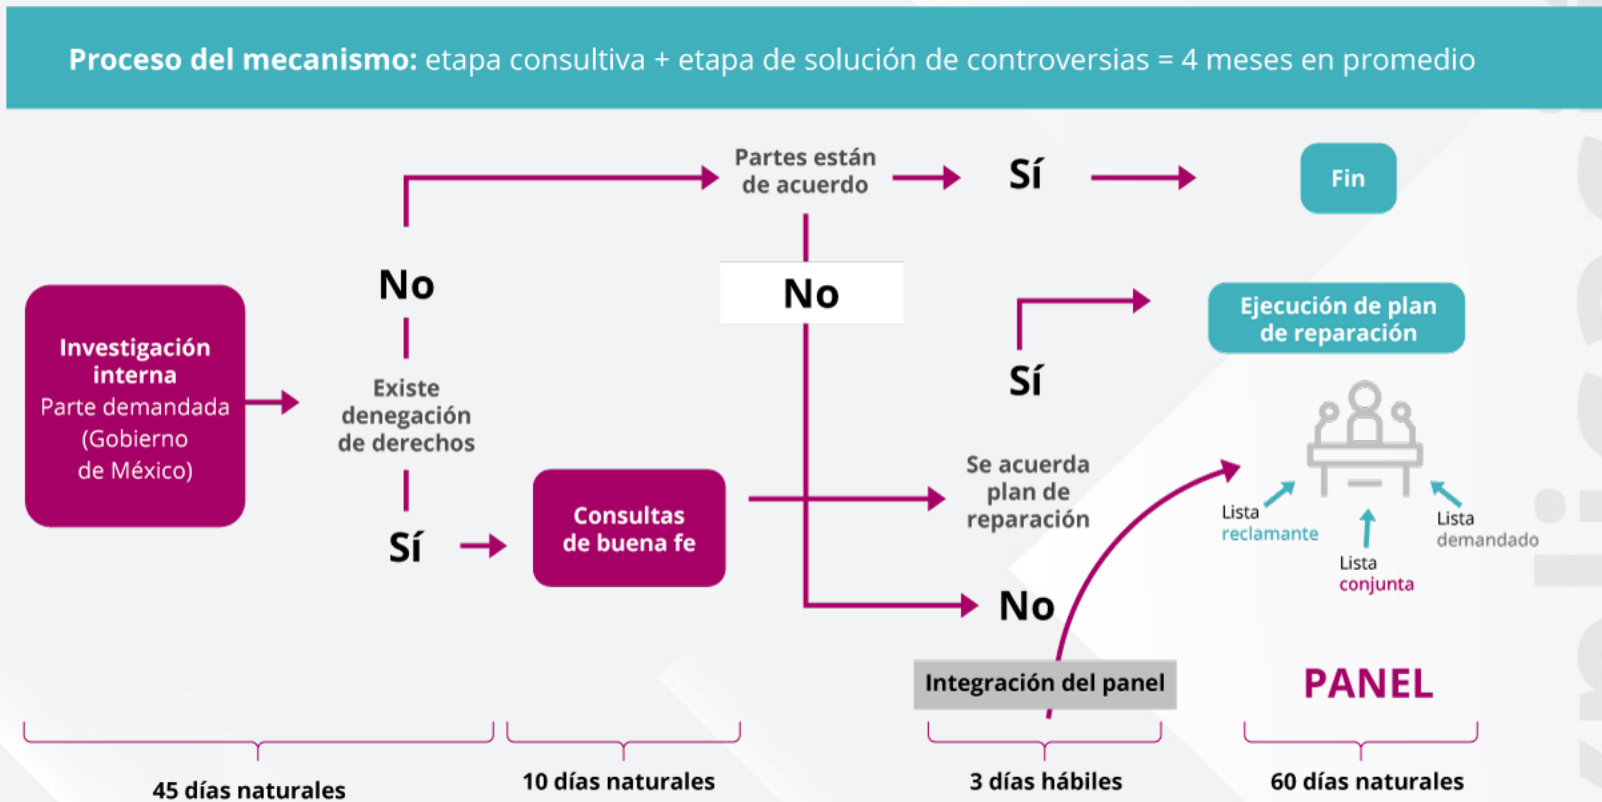 Proceso del mecanismo: etapa consultiva + etapa de solución de controversias = 4 meses en promedio
Partes están
de acuerdo
Sí
Fin
No
No
Investigación
interna
Parte demandada
(Gobierno
de México)
Existe
denegación
de derechos
Sí
Consultas
de buena fe
Sí
Ejecución de plan
de reparación
Se acuerda
plan de
reparación
No
Lista
reclamante
Lista
conjunta
Lista
demandado
Integración del panel
PANEL
45 días naturales
10 días naturales
3 días hábiles
60 días naturales